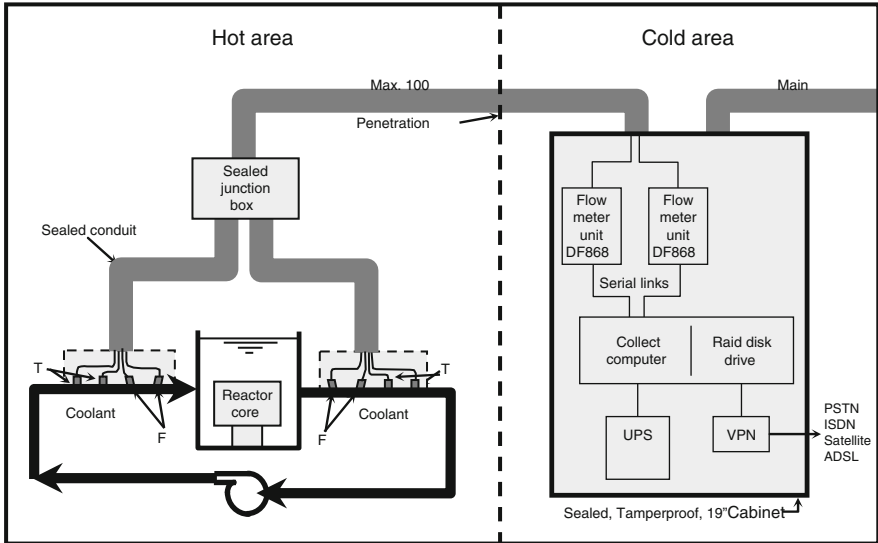 Hot area
Cold area
Max. 100
Main
Penetration
Sealed
junction
box
Flow
meter
unit
DF868
Flow
meter
unit
DF868
Sealed conduit
Serial links
Collect
computer
Raid disk
drive
T
T
Reactor
core
Coolant
Coolant
F
F
UPS
VPN
PSTN
ISDN
Satellite
ADSL
Sealed, Tamperproof, 19"Cabinet